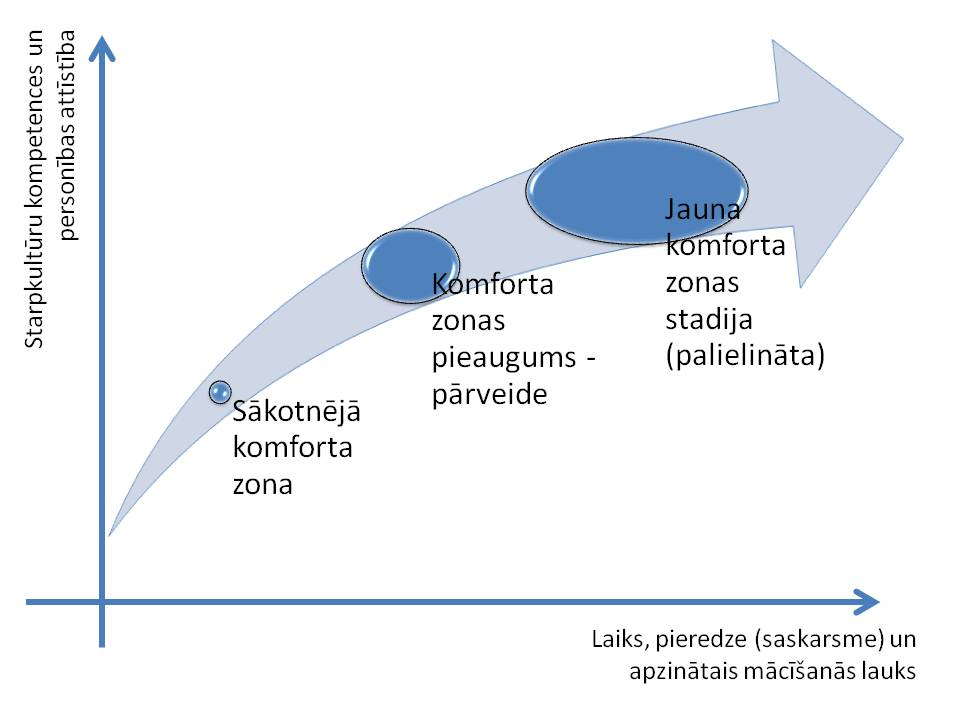 Starpkultūru kompetences un
personības attīstība
Jauna
komforta
zonas
stadija
(palielināta)
Komforta
zonas
pieaugums -
pārveide
Sākotnējā
komforta
zona
Laiks, pieredze (saskarsme) un
apzinātais mācīšanās lauks